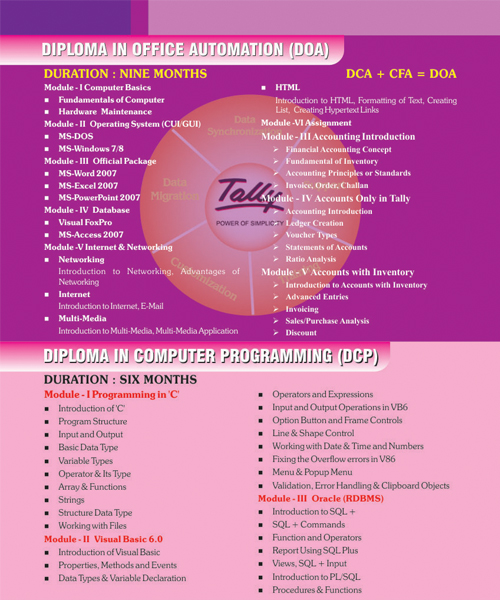 DIPLOMA IN OFFICE AUTOMATION (DOA)
DURATION : NINE MONTHS
DCA + CFA = DOA
Module - I Computer Basics
Fundamentals of Computer
Hardware Maintenance
Module - II Operating System (CUI/GUI)
MS-DOS
MS-Windows 7/8
Module - III Official Package
MS-Word 2007
MS-Excel 2007
MS-PowerPoint 2007
Module - IV Database
Visual FoxPro
MS-Access 2007
Module -V Internet & Networking
Networking
Introduction to Networking, Advantages of
Networking
Internet
Introduction to Internet, E-Mail
Multi-Media
Introduction to Multi-Media, Multi-Media Application
HTML
Introduction to HTML, Formatting of Text, Creating
List, Creating Hypertext Links
Module -VI Assignment
Module - III Accounting Introduction
Financial Accounting Concept
Fundamental of Inventory
Accounting Principles or Standards
Invoice, Order, Challan
Module - IV Accounts Only in Tally
Accounting Introduction
Ledger Creation
Voucher Types
Statements of Accounts
Ratio Analysis
Module - V Accounts with Inventory
Introduction to Accounts with Inventory
Advanced Entries
Invoicing
Sales/Purchase Analysis
Discount
Data
Synchronization
Data
Migration
Tally
POWER OF SIMPLICITY
Customization
DIPLOMA IN COMPUTER PROGRAMMING (DCP)
DURATION : SIX MONTHS
Module - I Programming in 'C'
Introduction of 'C'
Program Structure
Input and Output
Basic Data Type
Variable Types
Operator & Its Type
Array & Functions
Strings
Structure Data Type
Working with Files
Module - II Visual Basic 6.0
Introduction of Visual Basic
Properties, Methods and Events
Data Types & Variable Declaration
Operators and Expressions
Input and Output Operations in VB6
Option Button and Frame Controls
Line & Shape Control
Working with Date & Time and Numbers
Fixing the Overflow errors in V86
Menu & Popup Menu
Validation, Error Handling & Clipboard Objects
Module - III Oracle (RDBMS)
Introduction to SQL +
SQL + Commands
Function and Operators
Report Using SQL Plus
Views, SQL + Input
Introduction to PL/SQL
Procedures & Functions